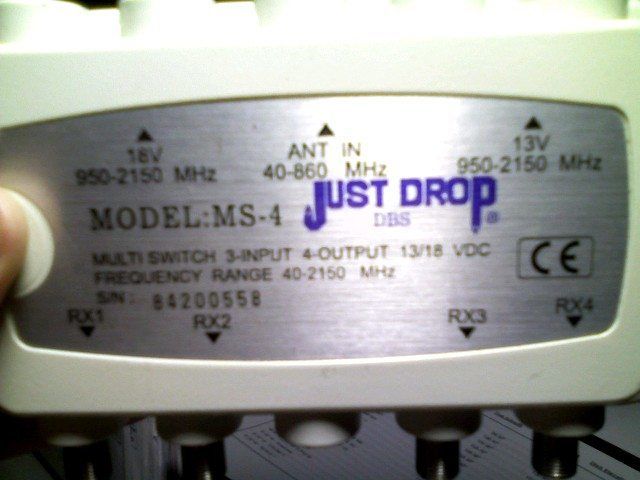 18V
950-2150 MHz
ANT IN
40-860 MHz
13V
950-2150 MHz
MODEL:MS-4
JUST DROP
DBS
®
MULTI SWITCH 3-INPUT 4-OUTPUT 13/18 VDC
FREQUENCY RANGE 40-2150 MHz
CE
S/N: 84200558
RX1
RX2
RX3
RX4